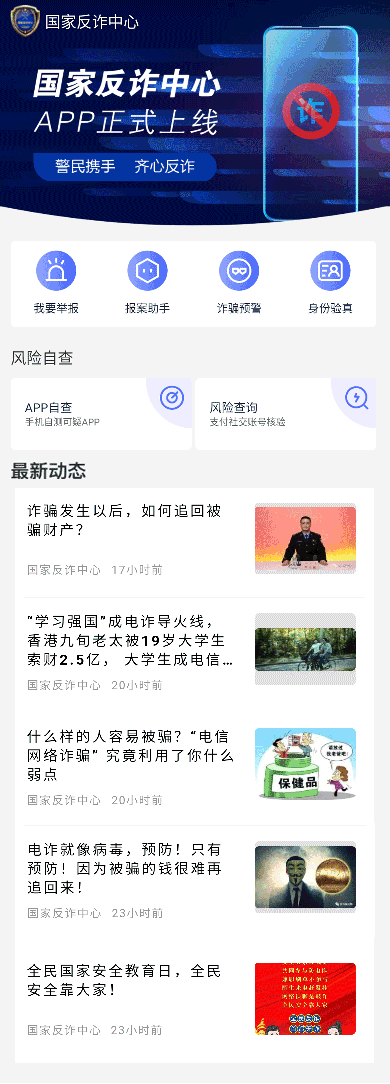 国家反诈中心
国家反诈中心
APP正式上线
诈
警民携手 齐心反诈
我要举报 报案助手 诈骗预警 身份验真
风险自查
APP自查
手机自测可疑APP
风险查询
支付社交账号核验
最新动态
诈骗发生以后，如何追回被
骗财产？
国家反诈中心 17小时前
“学习强国”成电诈导火线，
香港九旬老太被19岁大学生
索财2.5亿， 大学生成电信…
国家反诈中心 20小时前
什么样的人容易被骗？“电信
网络诈骗” 究竟利用了你什么
弱点
国家反诈中心 20小时前
保健品
电诈就像病毒，预防！只有
预防！因为被骗的钱很难再
追回来！
国家反诈中心 23小时前
全民国家安全教育日，全民
安全靠大家！
国家反诈中心 23小时前